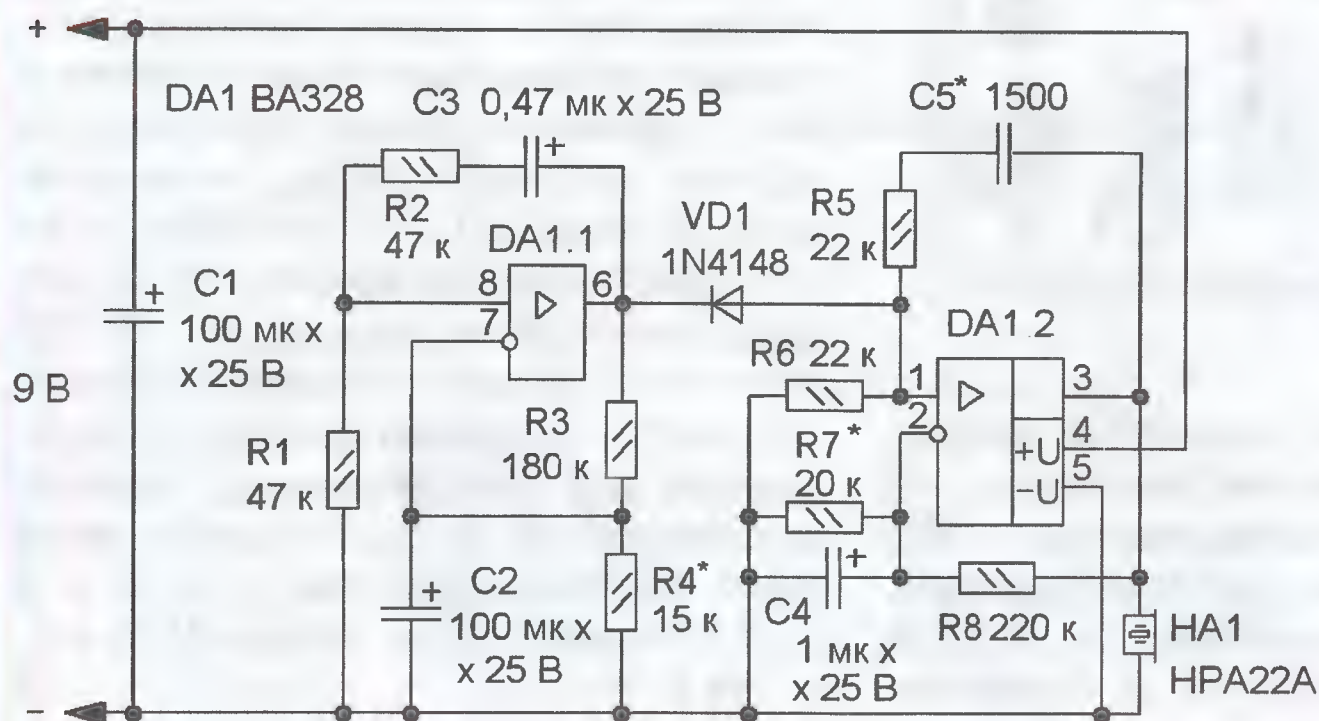 +
DA1 BA328
C3 0,47 мк х 25 В
C5* 1500
R2
47 к
DA1.1
VD1
1N4148
R5
22 к
C1
100 мк х
х 25 В
8
7
6
9 В
R1
47 к
R3
180 к
R6 22 к
DA1.2
1
2
3
4
5
+U
−U
R7*
20 к
C2
100 мк х
х 25 В
R4*
15 к
C4
1 мк х
х 25 В
R8 220 к
HA1
HPA22A
−